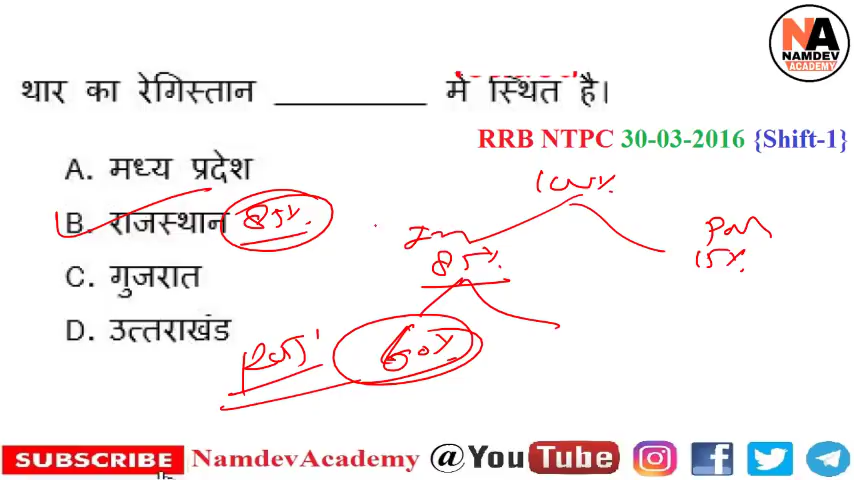 NA
NAMDEV
ACADEMY
थार का रेगिस्तान __________ में स्थित है।
RRB NTPC 30-03-2016 {Shift-1}
A. मध्य प्रदेश
100%
B. राजस्थान 85%.
85%.
15%.
C. गुजरात
D. उत्तराखंड
60%
SUBSCRIBE NamdevAcademy @YouTube